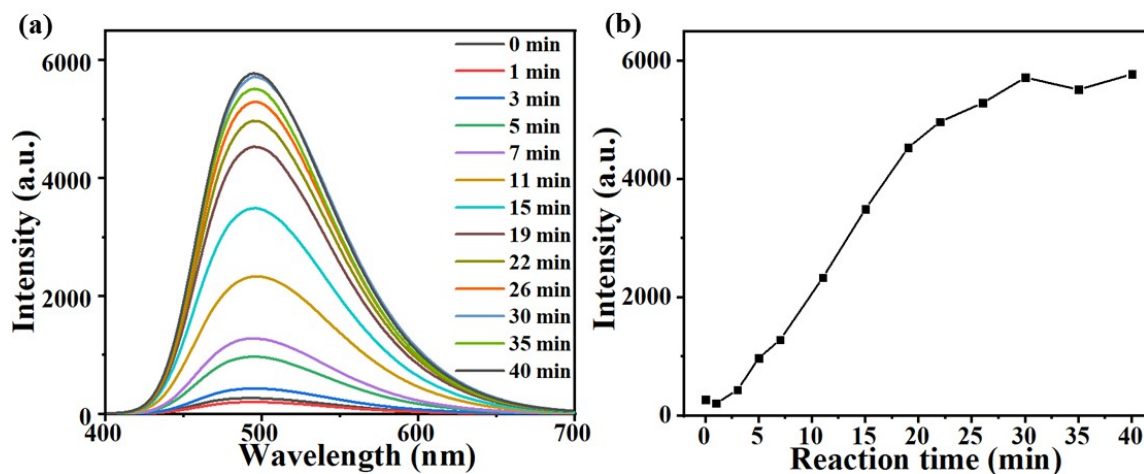 (a)
6000
4000
2000
0
Intensity (a.u.)
400
500
600
700
Wavelength (nm)
0 min
1 min
3 min
5 min
7 min
11 min
15 min
19 min
22 min
26 min
30 min
35 min
40 min
(b)
6000
4000
2000
0
Intensity (a.u.)
0 5 10 15 20 25 30 35 40
Reaction time (min)